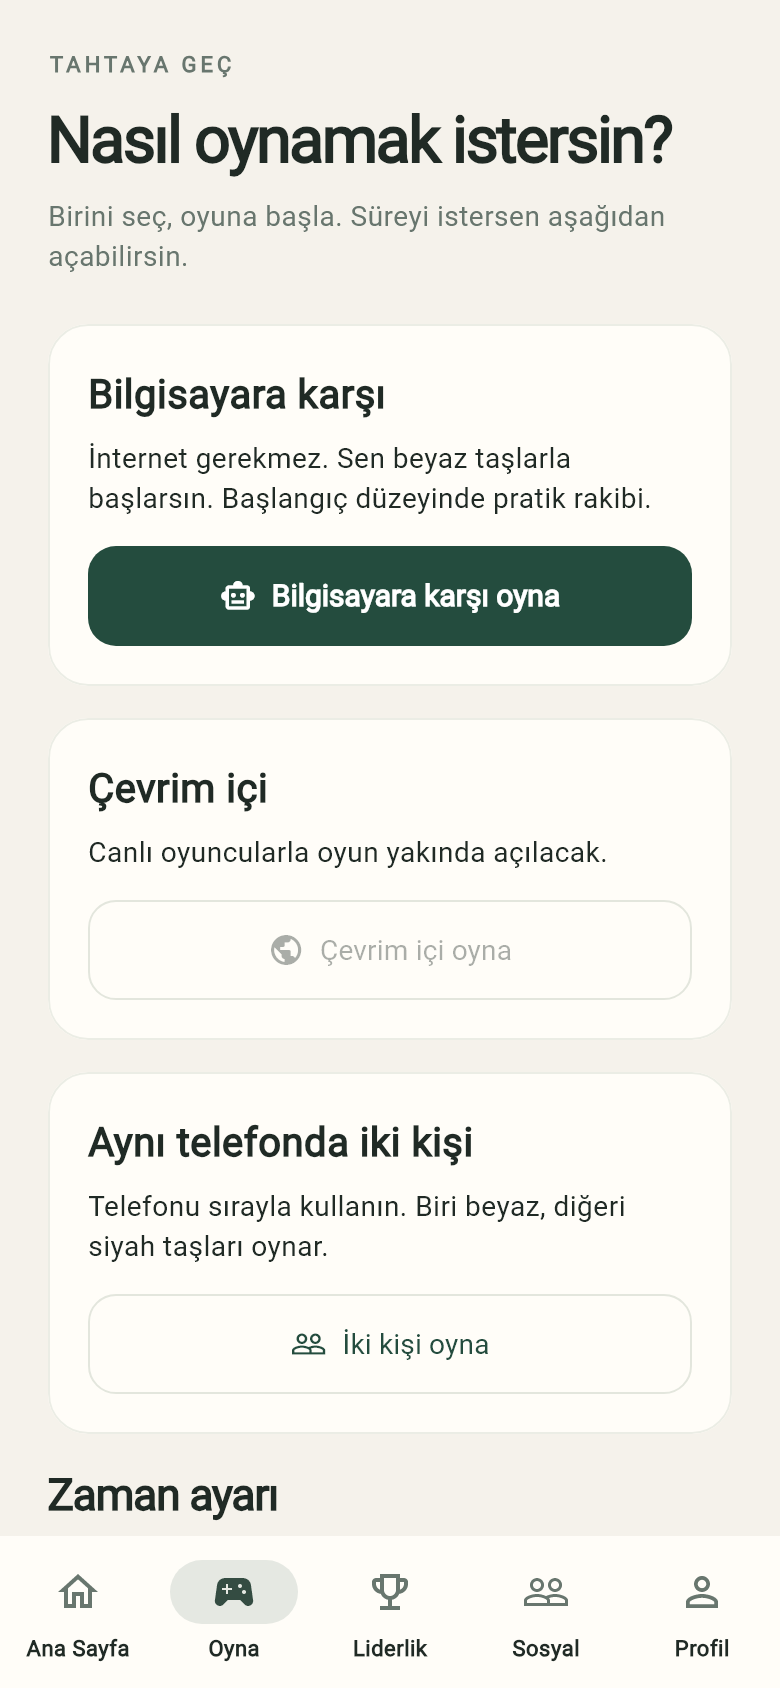 TAHTAYA GEÇ
Nasıl oynamak istersin?
Birini seç, oyuna başla. Süreyi istersen aşağıdan
açabilirsin.
Bilgisayara karşı
İnternet gerekmez. Sen beyaz taşlarla
başlarsın. Başlangıç düzeyinde pratik rakibi.
Bilgisayara karşı oyna
Çevrim içi
Canlı oyuncularla oyun yakında açılacak.
Çevrim içi oyna
Aynı telefonda iki kişi
Telefonu sırayla kullanın. Biri beyaz, diğeri
siyah taşları oynar.
İki kişi oyna
Zaman ayarı
Ana Sayfa
Oyna
Liderlik
Sosyal
Profil